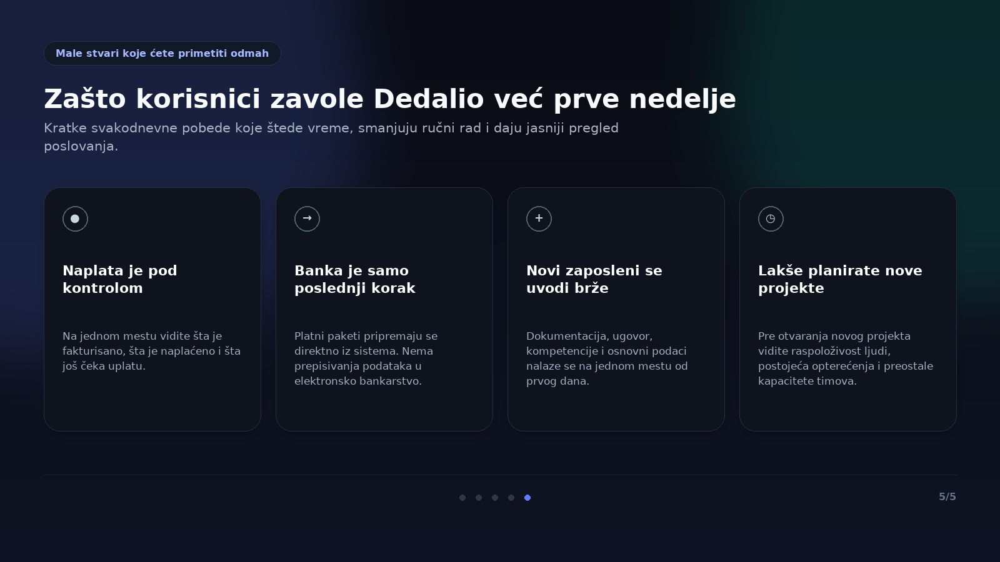 Male stvari koje ćete primetiti odmah
Zašto korisnici zavole Dedalio već prve nedelje
Kratke svakodnevne pobede koje štede vreme, smanjuju ručni rad i daju jasniji pregled
poslovanja.
Naplata je pod
kontrolom
Na jednom mestu vidite šta je
fakturisano, šta je naplaćeno i šta
još čeka uplatu.
→
Banka je samo
poslednji korak
Platni paketi pripremaju se
direktno iz sistema. Nema
prepisivanja podataka u
elektronsko bankarstvo.
+
Novi zaposleni se
uvodi brže
Dokumentacija, ugovor,
kompetencije i osnovni podaci
nalaze se na jednom mestu od
prvog dana.
Lakše planirate nove
projekte
Pre otvaranja novog projekta
vidite raspoloživost ljudi,
postojeća opterećenja i preostale
kapacitete timova.
5/5